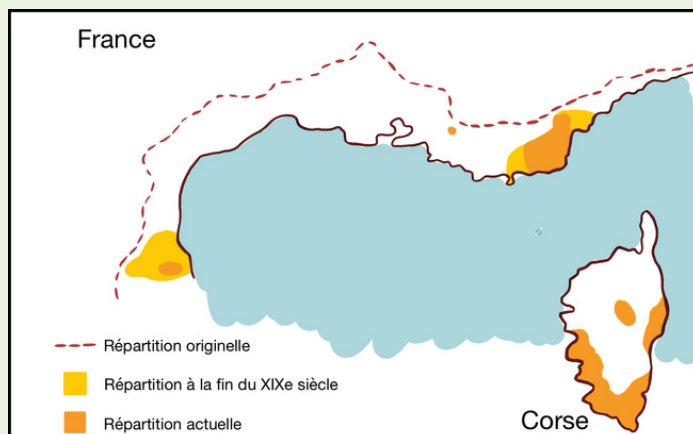 France
Répartition originelle
Répartition à la fin du XIXe siècle
Répartition actuelle
Corse